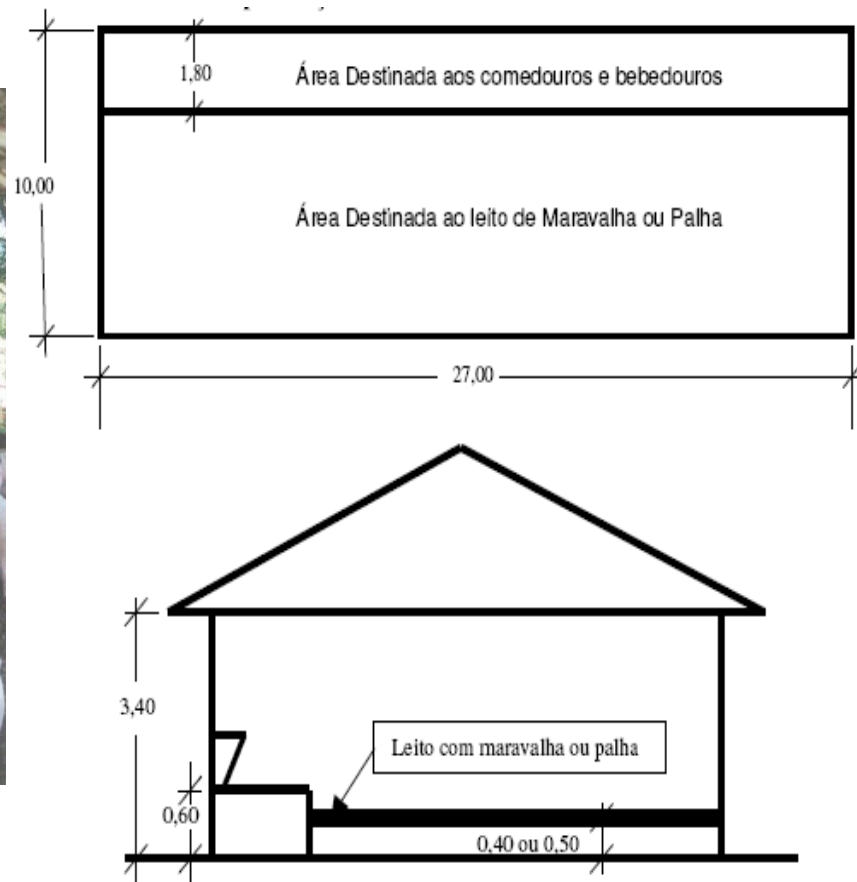 1,80
Área Destinada aos comedouros e bebedouros
10,00
Área Destinada ao leito de Maravalha ou Palha
27,00
3,40
Leito com maravalha ou palha
0,60
0,40 ou 0,50